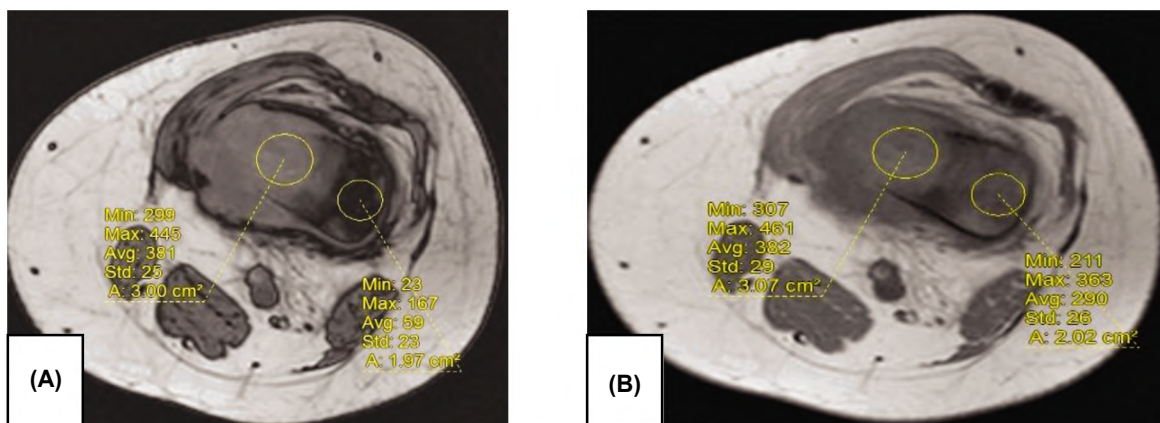 Min: 299
Max: 445
Avg: 381
Std: 25
A: 3.00 cm²
Min: 23
Max: 167
Avg: 59
Std: 23
A: 1.97 cm²
(A)
Min: 307
Max: 461
Avg: 382
Std: 29
A: 3.07 cm²
Min: 211
Max: 363
Avg: 290
Std: 26
A: 2.02 cm²
(B)